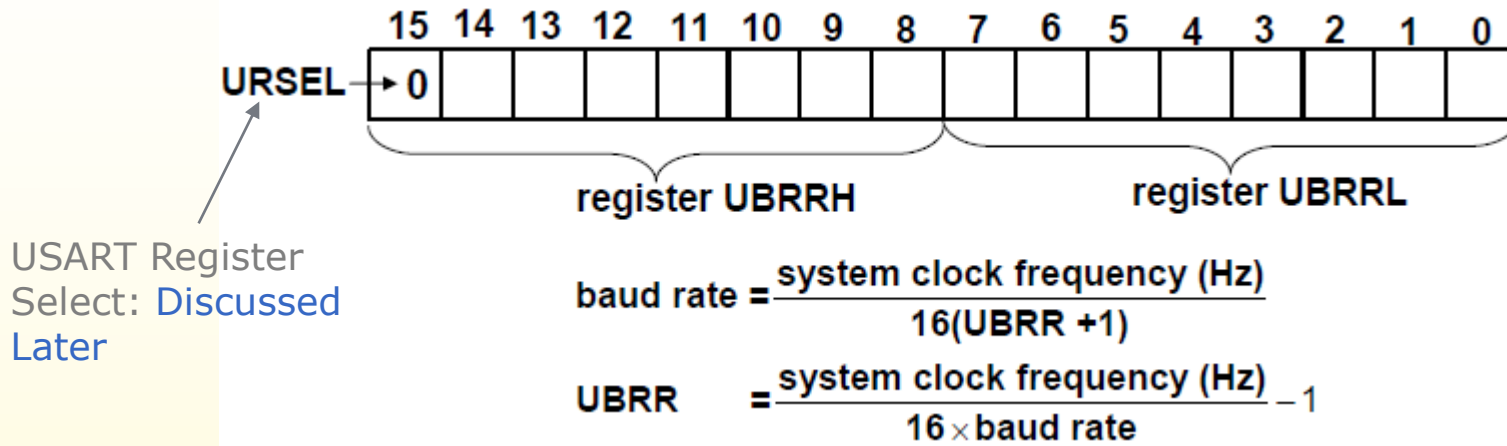 15 14 13 12 11 10 9 8 7 6 5 4 3 2 1 0
URSEL 0
register UBRRH register UBRRL
USART Register
Select: Discussed
Later
baud rate = system clock frequency (Hz)
16(UBRR +1)
UBRR = system clock frequency (Hz) − 1
16 × baud rate